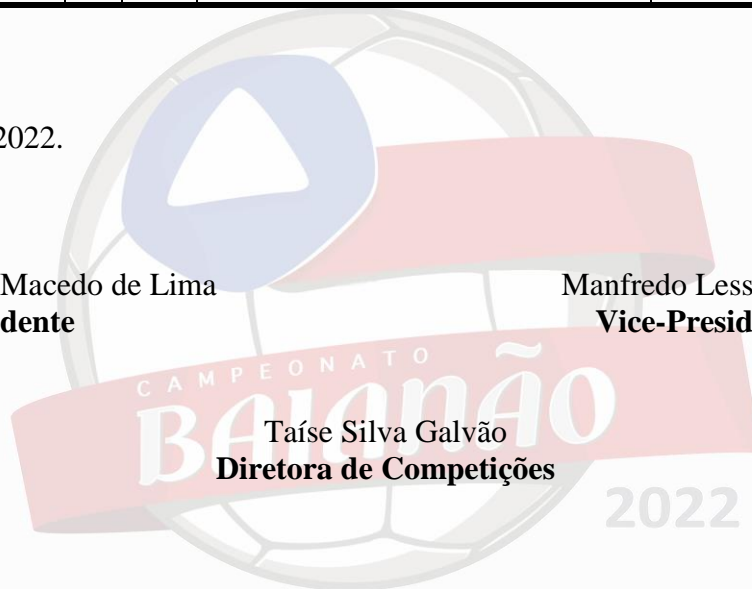 2022.
Macedo de Lima
Manfredo Less
dente
Vice-Presid
CAMPEONATO
BAIANÃO
Taíse Silva Galvão
Diretora de Competições
2022